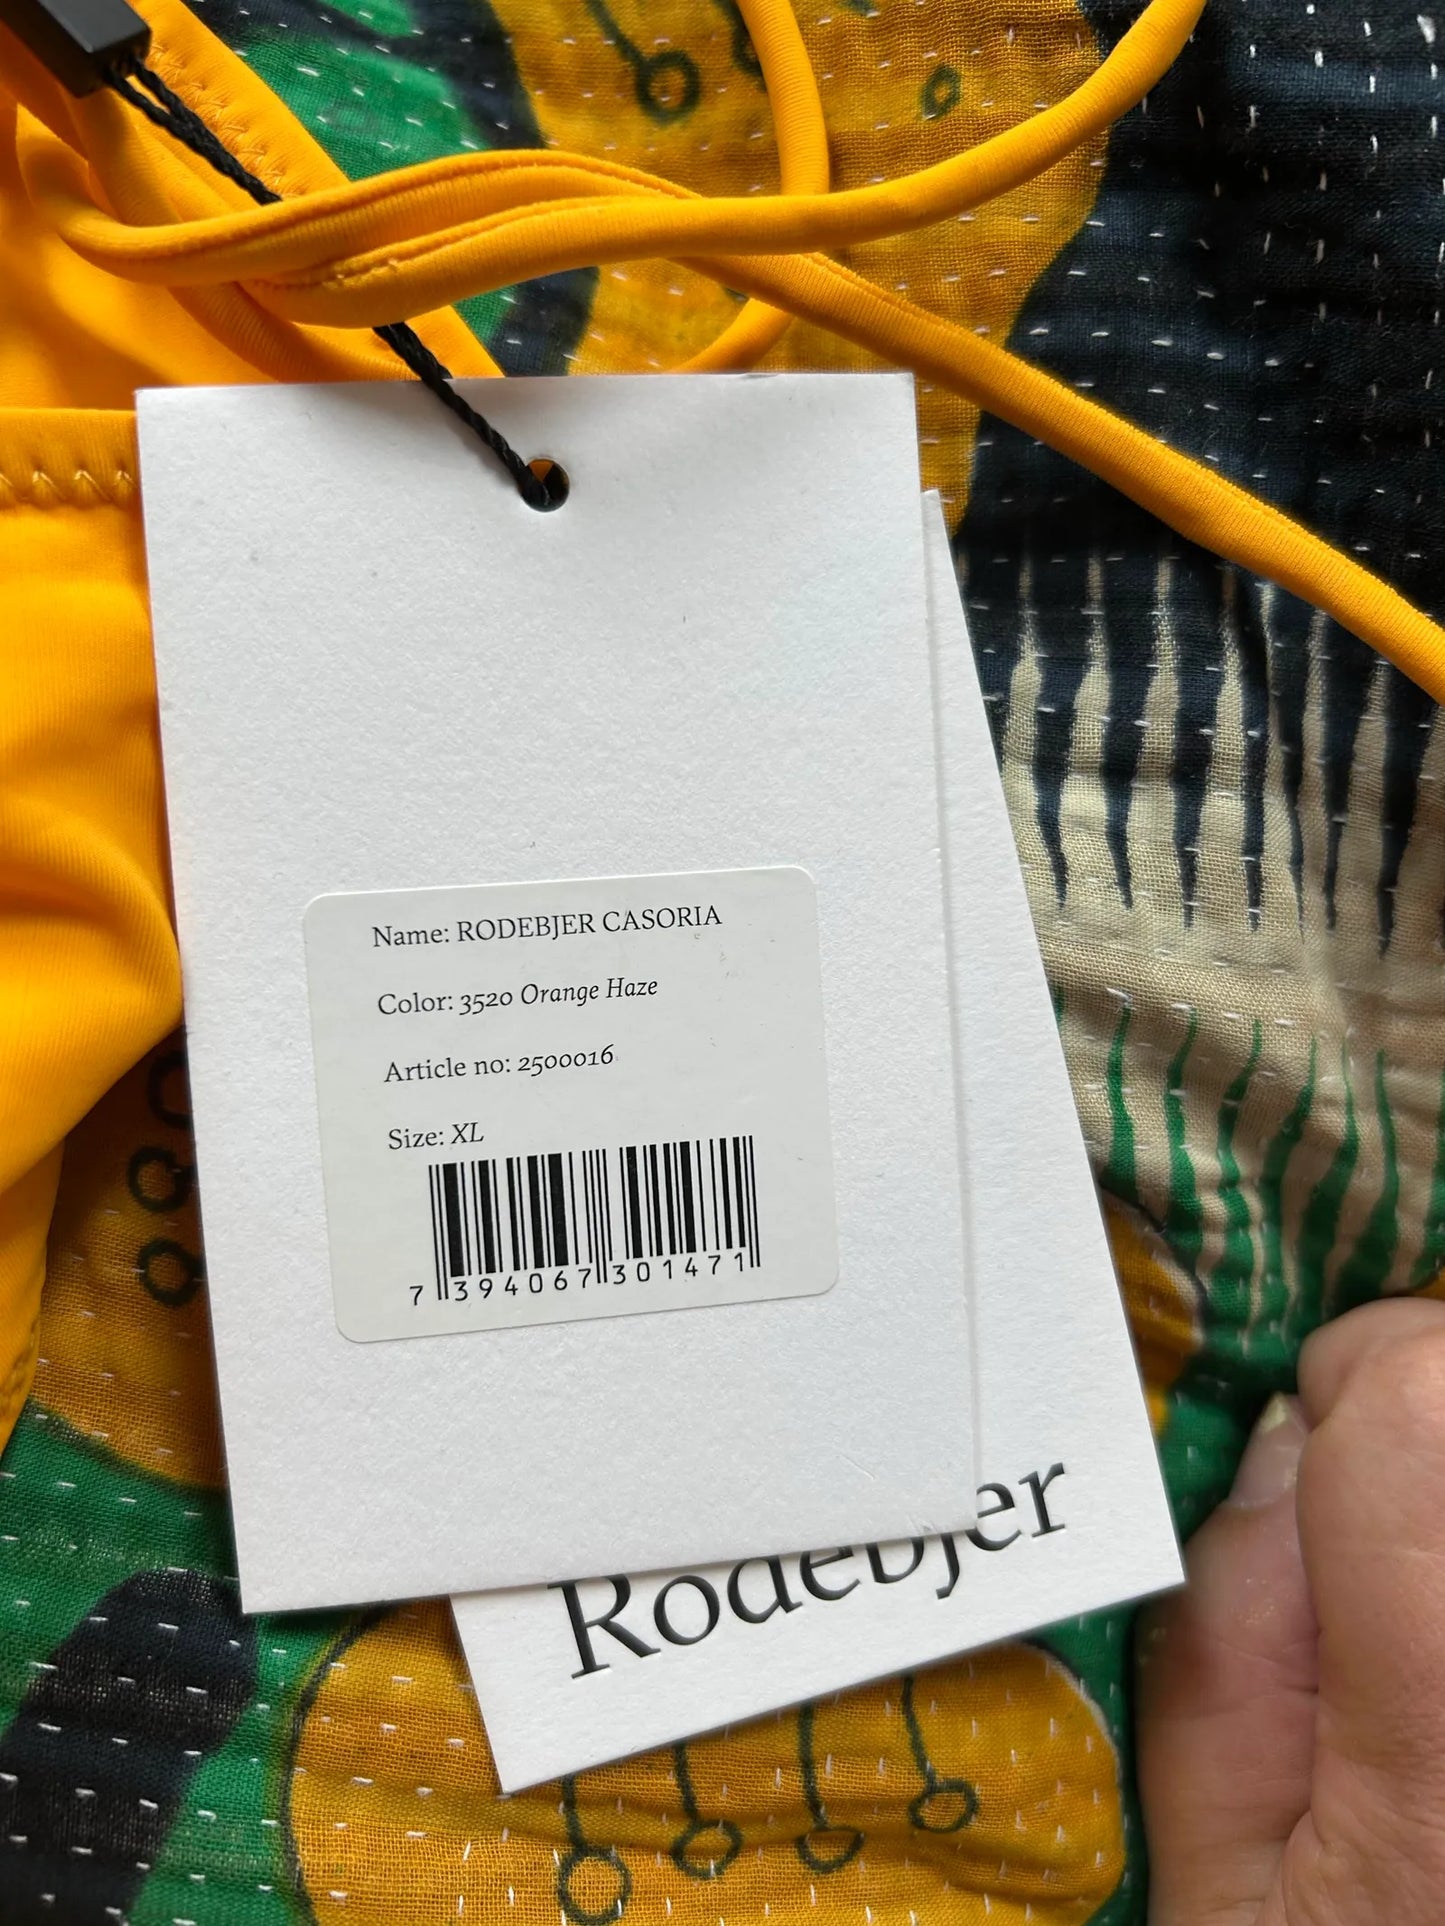 Name: RODEBJER CASORIA
Color: 3520 Orange Haze
Article no: 2500016
Size: XL
7 394067 301471
Rodebjer